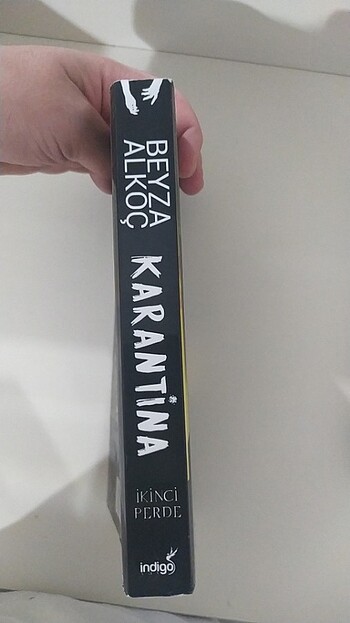 BEYZA
ALKOÇ
KARANTİNA
İKİNCİ
PERDE
indigo